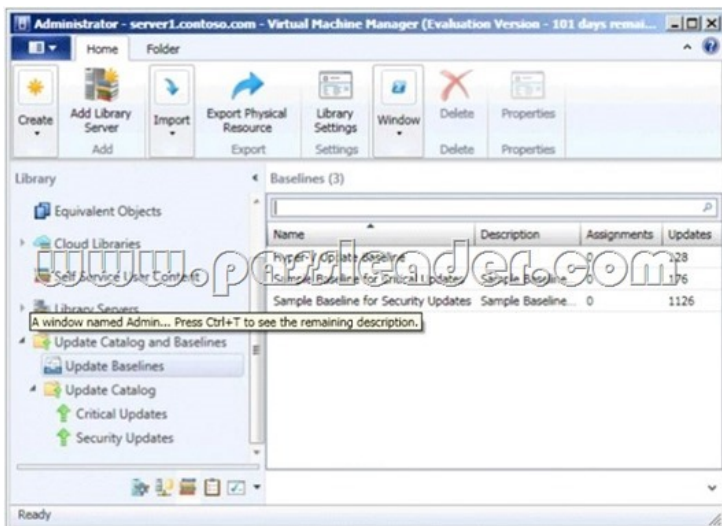 Administrator - server1.contoso.com - Virtual Machine Manager (Evaluation Version - 101 days remai...
Home
Folder
Create
Add Library Server
Import
Export Physical Resource
Library Settings
Window
Delete
Properties
Add
Export
Settings
Delete
Properties
Library
Baselines (3)
Equivalent Objects
Cloud Libraries
Self Service User Content
Library Servers
Update Catalog and Baselines
Update Baselines
Update Catalog
Critical Updates
Security Updates
Name
Description
Assignments
Updates
Hyper-V Update Baseline
0
128
Sample Baseline for Critical Updates
Sample Baseline...
0
176
Sample Baseline for Security Updates
Sample Baseline...
0
1126
www.passleader.com
A window named Admin... Press Ctrl+T to see the remaining description.
Ready